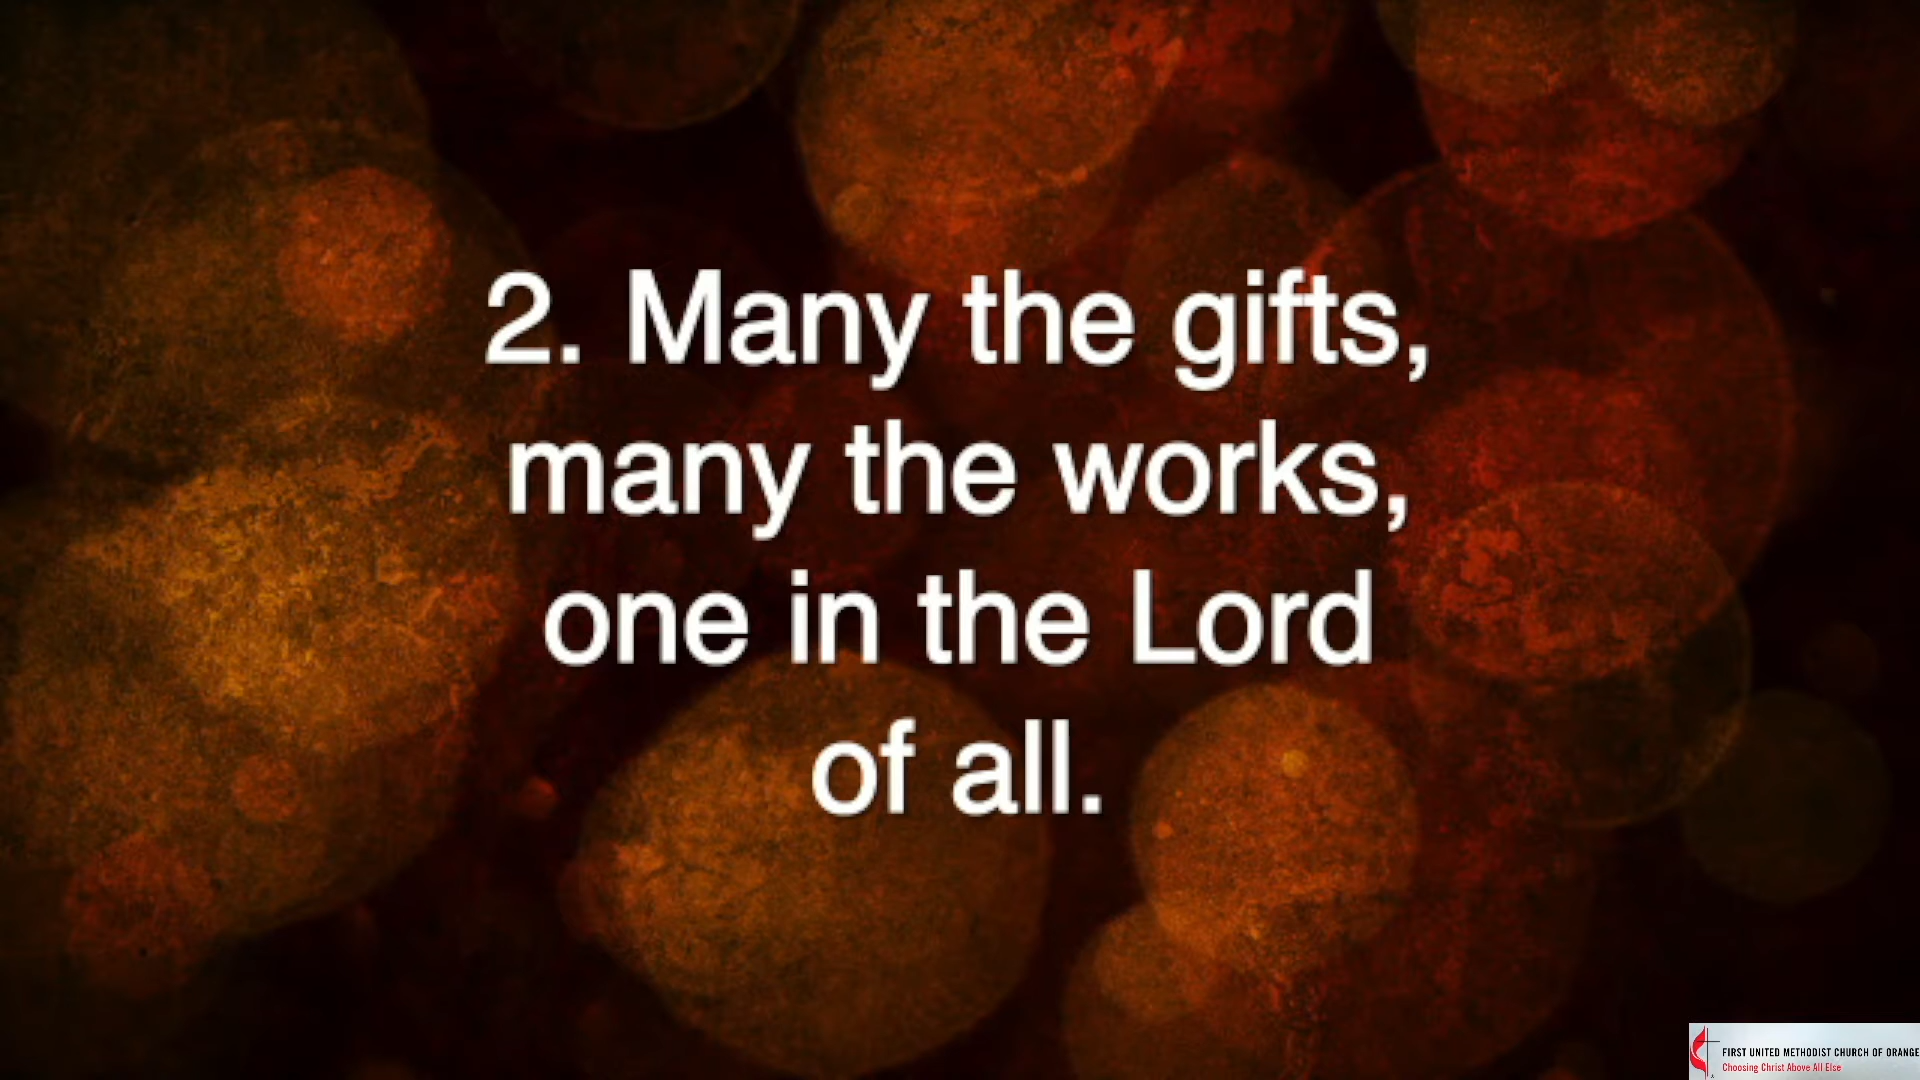 2. Many the gifts,
many the works,
one in the Lord
of all.
FIRST UNITED METHODIST CHURCH OF ORANGE
Choosing Christ Above All Else